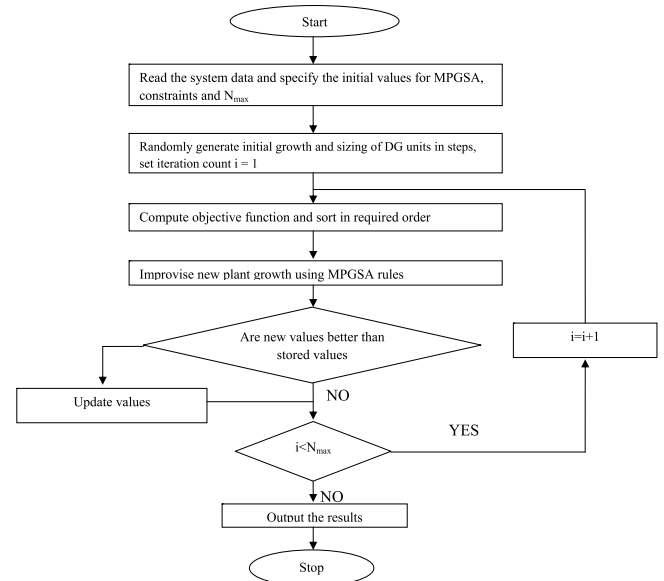 Start
Read the system data and specify the initial values for MPGSA,
constraints and Nmax
Randomly generate initial growth and sizing of DG units in steps,
set iteration count i = 1
Compute objective function and sort in required order
Improvise new plant growth using MPGSA rules
Are new values better than
stored values
i=i+1
Update values
NO
YES
i<Nmax
NO
Output the results
Stop